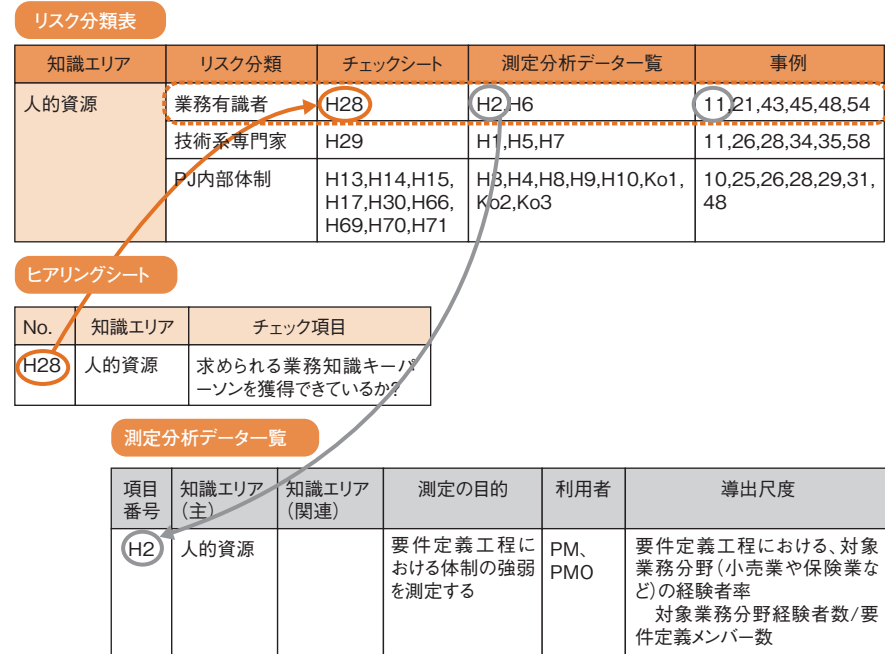 リスク分類表
知識エリア リスク分類 チェックシート 測定分析データ一覧 事例
人的資源 業務有識者 H28 H2,H6 11,21,43,45,48,54
技術系専門家 H29 H1,H5,H7 11,26,28,34,35,58
PJ内部体制 H13,H14,H15, H3,H4,H8,H9,H10,Ko1, 10,25,26,28,29,31,
H17,H30,H66, Ko2,Ko3 48
H69,H70,H71
ヒアリングシート
No. 知識エリア チェック項目
H28 人的資源 求められる業務知識キーパ
ーソンを獲得できているか?
測定分析データ一覧
項目 知識エリア 知識エリア 測定の目的 利用者 導出尺度
番号 (主) (関連)
H2 人的資源 要件定義工程に PM、 要件定義工程における、対象
おける体制の強弱 PMO 業務分野(小売業や保険業な
を測定する ど)の経験者率
対象業務分野経験者数/要
件定義メンバー数